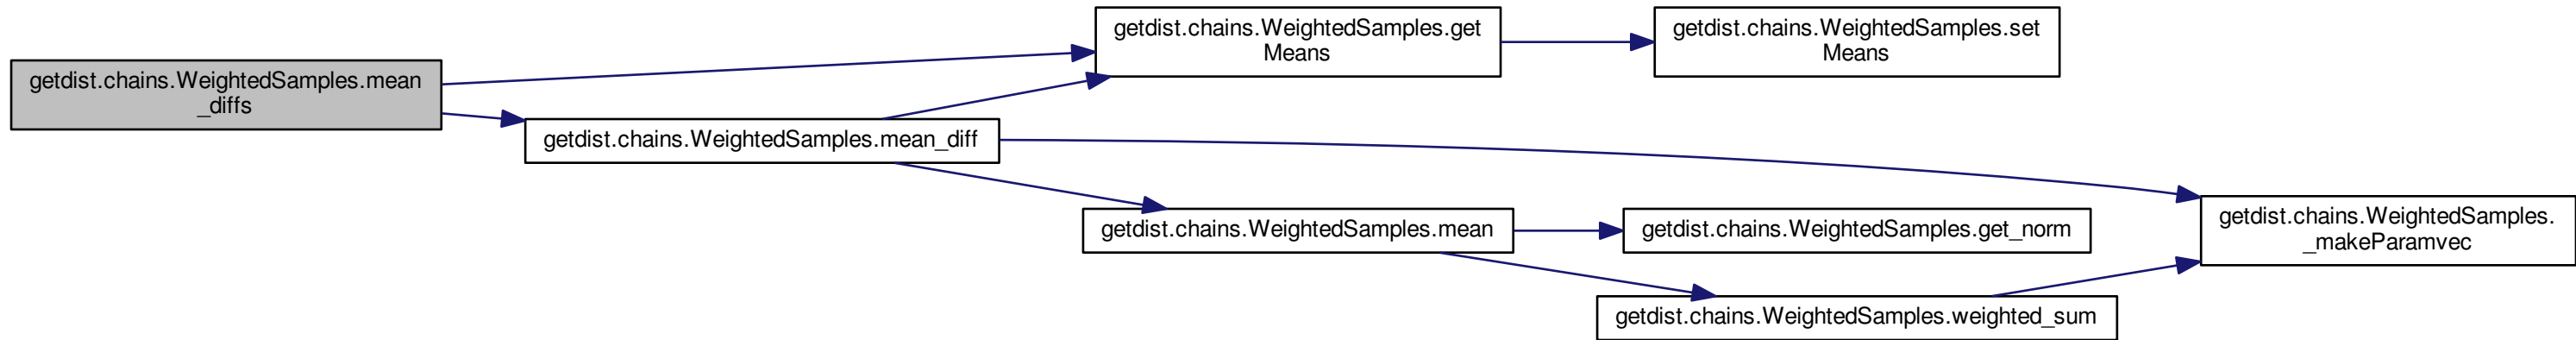 getdist.chains.WeightedSamples.mean
_diffs
getdist.chains.WeightedSamples.get
Means
getdist.chains.WeightedSamples.set
Means
getdist.chains.WeightedSamples.mean_diff
getdist.chains.WeightedSamples.mean
getdist.chains.WeightedSamples.get_norm
getdist.chains.WeightedSamples.weighted_sum
getdist.chains.WeightedSamples.
_makeParamvec